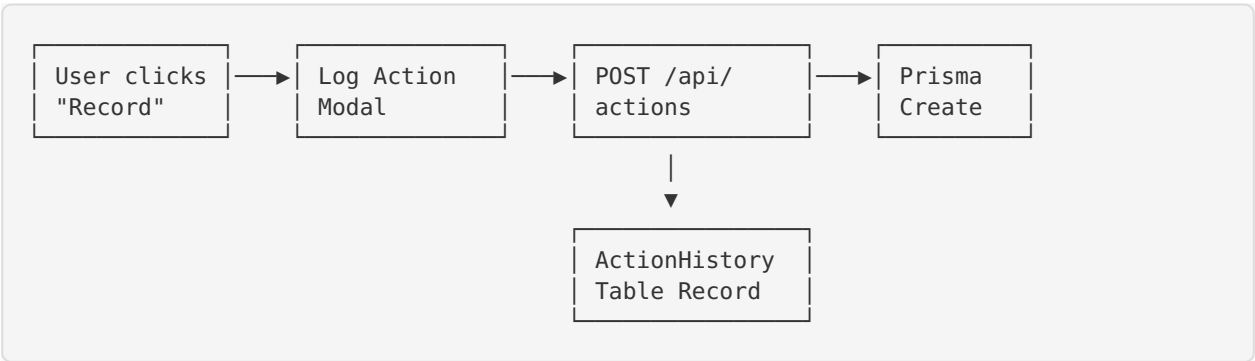 User clicks
"Record"
Log Action
Modal
POST /api/
actions
Prisma
Create
ActionHistory
Table Record